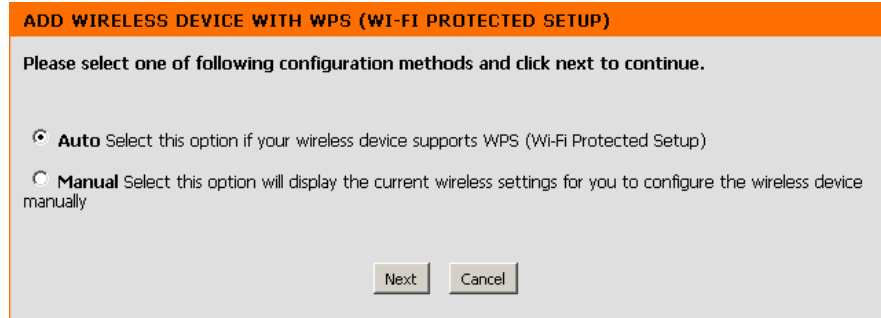 ADD WIRELESS DEVICE WITH WPS (WI-FI PROTECTED SETUP)
Please select one of following configuration methods and click next to continue.
Auto Select this option if your wireless device supports WPS (Wi-Fi Protected Setup)
Manual Select this option will display the current wireless settings for you to configure the wireless device
manually
Next Cancel